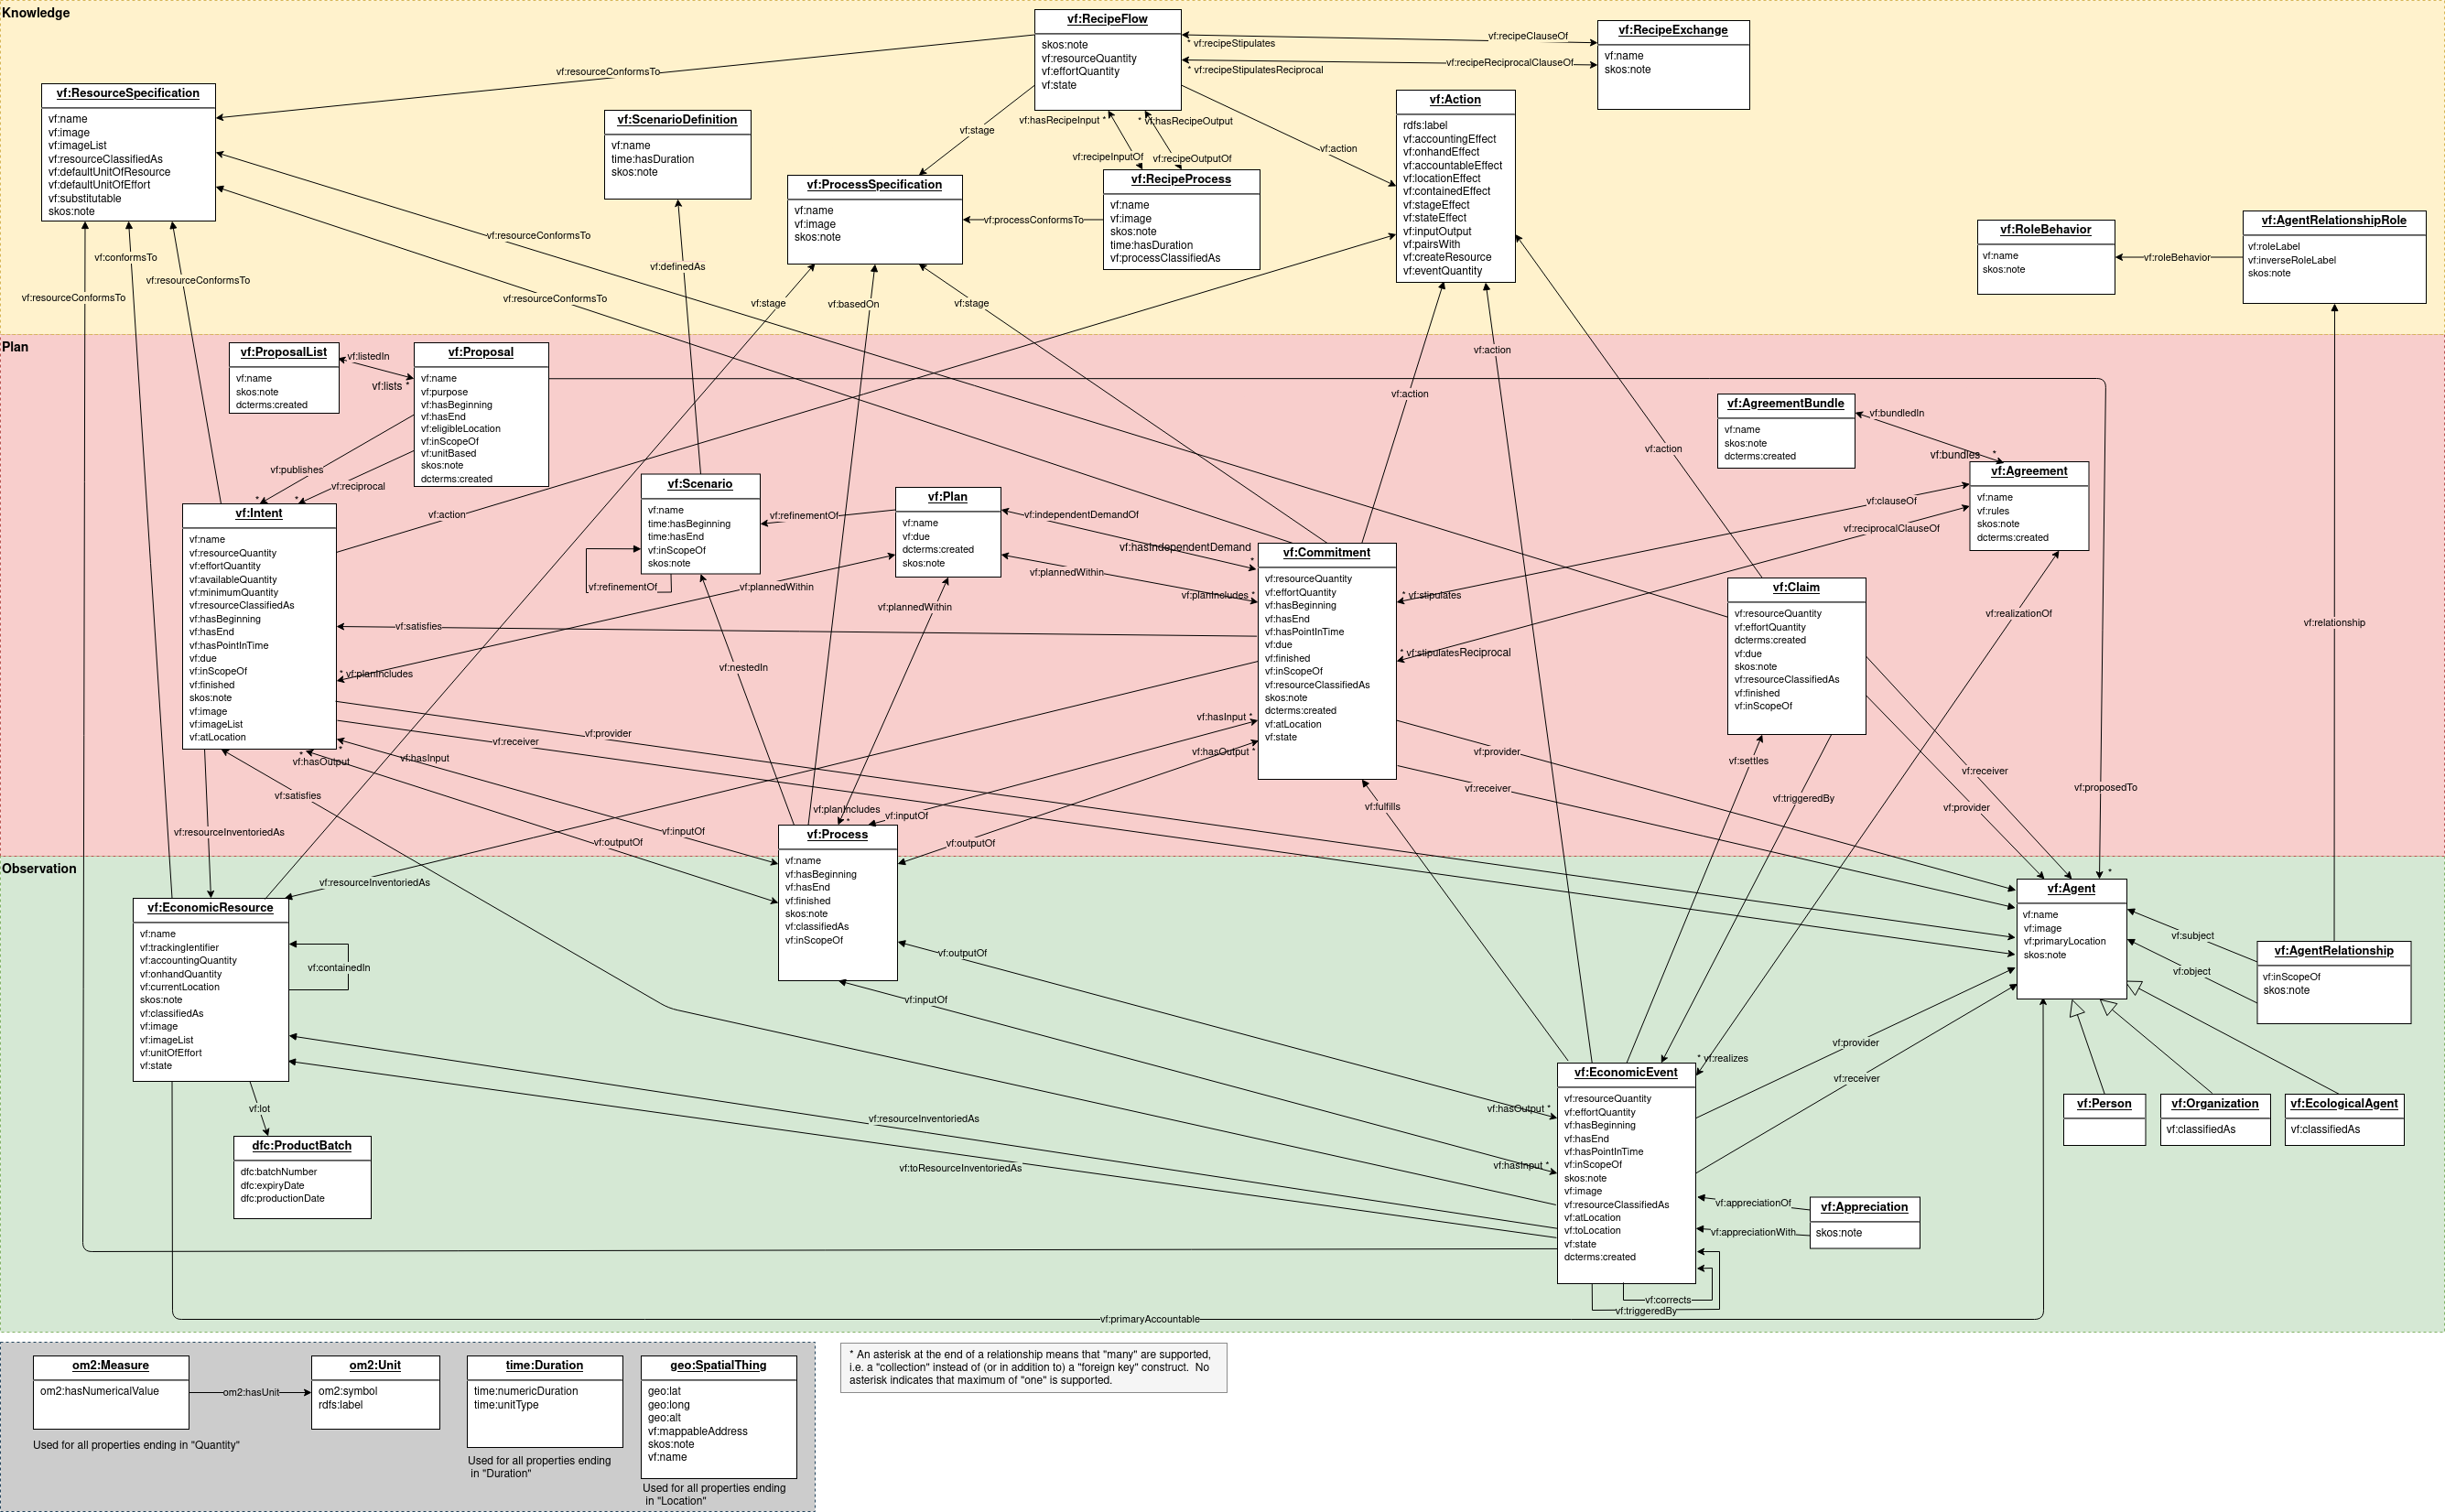 Knowledge
vf:RecipeFlow
skos:note
vf:resourceQuantity
vf:effortQuantity
vf:state
vf:recipeClauseOf
* vf:recipeStipulates
vf:recipeReciprocalClauseOf
* vf:recipeStipulatesReciprocal
vf:RecipeExchange
vf:name
skos:note
vf:resourceConformsTo
vf:ResourceSpecification
vf:name
vf:image
vf:imageList
vf:resourceClassifiedAs
vf:defaultUnitOfResource
vf:defaultUnitOfEffort
vf:substitutable
skos:note
vf:ScenarioDefinition
vf:name
time:hasDuration
skos:note
vf:stage
vf:hasRecipeInput *
* vf:hasRecipeOutput
vf:recipeInputOf
vf:recipeOutputOf
vf:action
vf:Action
rdfs:label
vf:accountingEffect
vf:onhandEffect
vf:accountableEffect
vf:locationEffect
vf:containedEffect
vf:stageEffect
vf:stateEffect
vf:inputOutput
vf:pairsWith
vf:createResource
vf:eventQuantity
vf:ProcessSpecification
vf:name
vf:image
skos:note
vf:processConformsTo
vf:RecipeProcess
vf:name
vf:image
skos:note
time:hasDuration
vf:processClassifiedAs
vf:RoleBehavior
vf:name
skos:note
vf:roleBehavior
vf:AgentRelationshipRole
vf:roleLabel
vf:inverseRoleLabel
skos:note
vf:conformsTo
vf:resourceConformsTo
vf:resourceConformsTo
vf:resourceConformsTo
vf:resourceConformsTo
vf:definedAs
vf:stage
vf:basedOn
vf:stage
Plan
vf:ProposalList
vf:name
skos:note
dcterms:created
vf:listedIn
vf:lists *
vf:Proposal
vf:name
vf:purpose
vf:hasBeginning
vf:hasEnd
vf:eligibleLocation
vf:inScopeOf
vf:unitBased
skos:note
dcterms:created
vf:action
vf:action
vf:action
vf:AgreementBundle
vf:name
skos:note
dcterms:created
vf:bundledIn
vf:bundles *
vf:Agreement
vf:name
vf:rules
skos:note
dcterms:created
vf:publishes
*
vf:reciprocal
*
vf:action
vf:Intent
vf:name
vf:resourceQuantity
vf:effortQuantity
vf:availableQuantity
vf:minimumQuantity
vf:resourceClassifiedAs
vf:hasBeginning
vf:hasEnd
vf:hasPointInTime
vf:due
vf:inScopeOf
vf:finished
skos:note
vf:image
vf:imageList
vf:atLocation
vf:Scenario
vf:name
time:hasBeginning
time:hasEnd
vf:inScopeOf
skos:note
vf:refinementOf
vf:refinementOf
vf:Plan
vf:name
vf:due
dcterms:created
skos:note
vf:independentDemandOf
vf:hasIndependentDemand
*
vf:plannedWithin
vf:planIncludes *
vf:plannedWithin
vf:plannedWithin
* vf:planIncludes
vf:Commitment
vf:resourceQuantity
vf:effortQuantity
vf:hasBeginning
vf:hasEnd
vf:hasPointInTime
vf:due
vf:finished
vf:inScopeOf
vf:resourceClassifiedAs
skos:note
dcterms:created
vf:atLocation
vf:state
vf:clauseOf
vf:reciprocalClauseOf
* vf:stipulates
* vf:stipulatesReciprocal
vf:Claim
vf:resourceQuantity
vf:effortQuantity
dcterms:created
vf:due
skos:note
vf:resourceClassifiedAs
vf:finished
vf:inScopeOf
vf:realizationOf
vf:relationship
vf:satisfies
vf:nestedIn
vf:provider
vf:receiver
vf:hasInput *
vf:hasOutput *
vf:provider
vf:receiver
vf:receiver
vf:provider
vf:proposedTo
vf:settles
vf:triggeredBy
vf:fulfills
* vf:hasOutput
* vf:hasInput
vf:satisfies
vf:resourceInventoriedAs
vf:inputOf
vf:outputOf
vf:planIncludes
*
vf:inputOf
vf:outputOf
vf:Process
vf:name
vf:hasBeginning
vf:hasEnd
vf:finished
skos:note
vf:classifiedAs
vf:inScopeOf
Observation
vf:resourceInventoriedAs
vf:EconomicResource
vf:name
vf:trackingIdentifier
vf:accountingQuantity
vf:onhandQuantity
vf:currentLocation
skos:note
vf:classifiedAs
vf:image
vf:imageList
vf:unitOfEffort
vf:state
vf:containedIn
vf:lot
dfc:ProductBatch
dfc:batchNumber
dfc:expiryDate
dfc:productionDate
vf:outputOf
vf:inputOf
vf:resourceInventoriedAs
vf:toResourceInventoriedAs
vf:hasOutput *
vf:hasInput *
* vf:realizes
vf:EconomicEvent
vf:resourceQuantity
vf:effortQuantity
vf:hasBeginning
vf:hasEnd
vf:hasPointInTime
vf:inScopeOf
skos:note
vf:image
vf:resourceClassifiedAs
vf:atLocation
vf:toLocation
vf:state
dcterms:created
vf:corrects
vf:triggeredBy
vf:provider
vf:receiver
*
vf:Agent
vf:name
vf:image
vf:primaryLocation
skos:note
vf:subject
vf:object
vf:AgentRelationship
vf:inScopeOf
skos:note
vf:Person
vf:Organization
vf:classifiedAs
vf:EcologicalAgent
vf:classifiedAs
vf:appreciationOf
vf:appreciationWith
vf:Appreciation
skos:note
vf:primaryAccountable
om2:Measure
om2:hasNumericalValue
om2:hasUnit
om2:Unit
om2:symbol
rdfs:label
Used for all properties ending in "Quantity"
time:Duration
time:numericDuration
time:unitType
Used for all properties ending
in "Duration"
geo:SpatialThing
geo:lat
geo:long
geo:alt
vf:mappableAddress
skos:note
vf:name
Used for all properties ending
in "Location"
* An asterisk at the end of a relationship means that "many" are supported,
i.e. a "collection" instead of (or in addition to) a "foreign key" construct. No
asterisk indicates that maximum of "one" is supported.